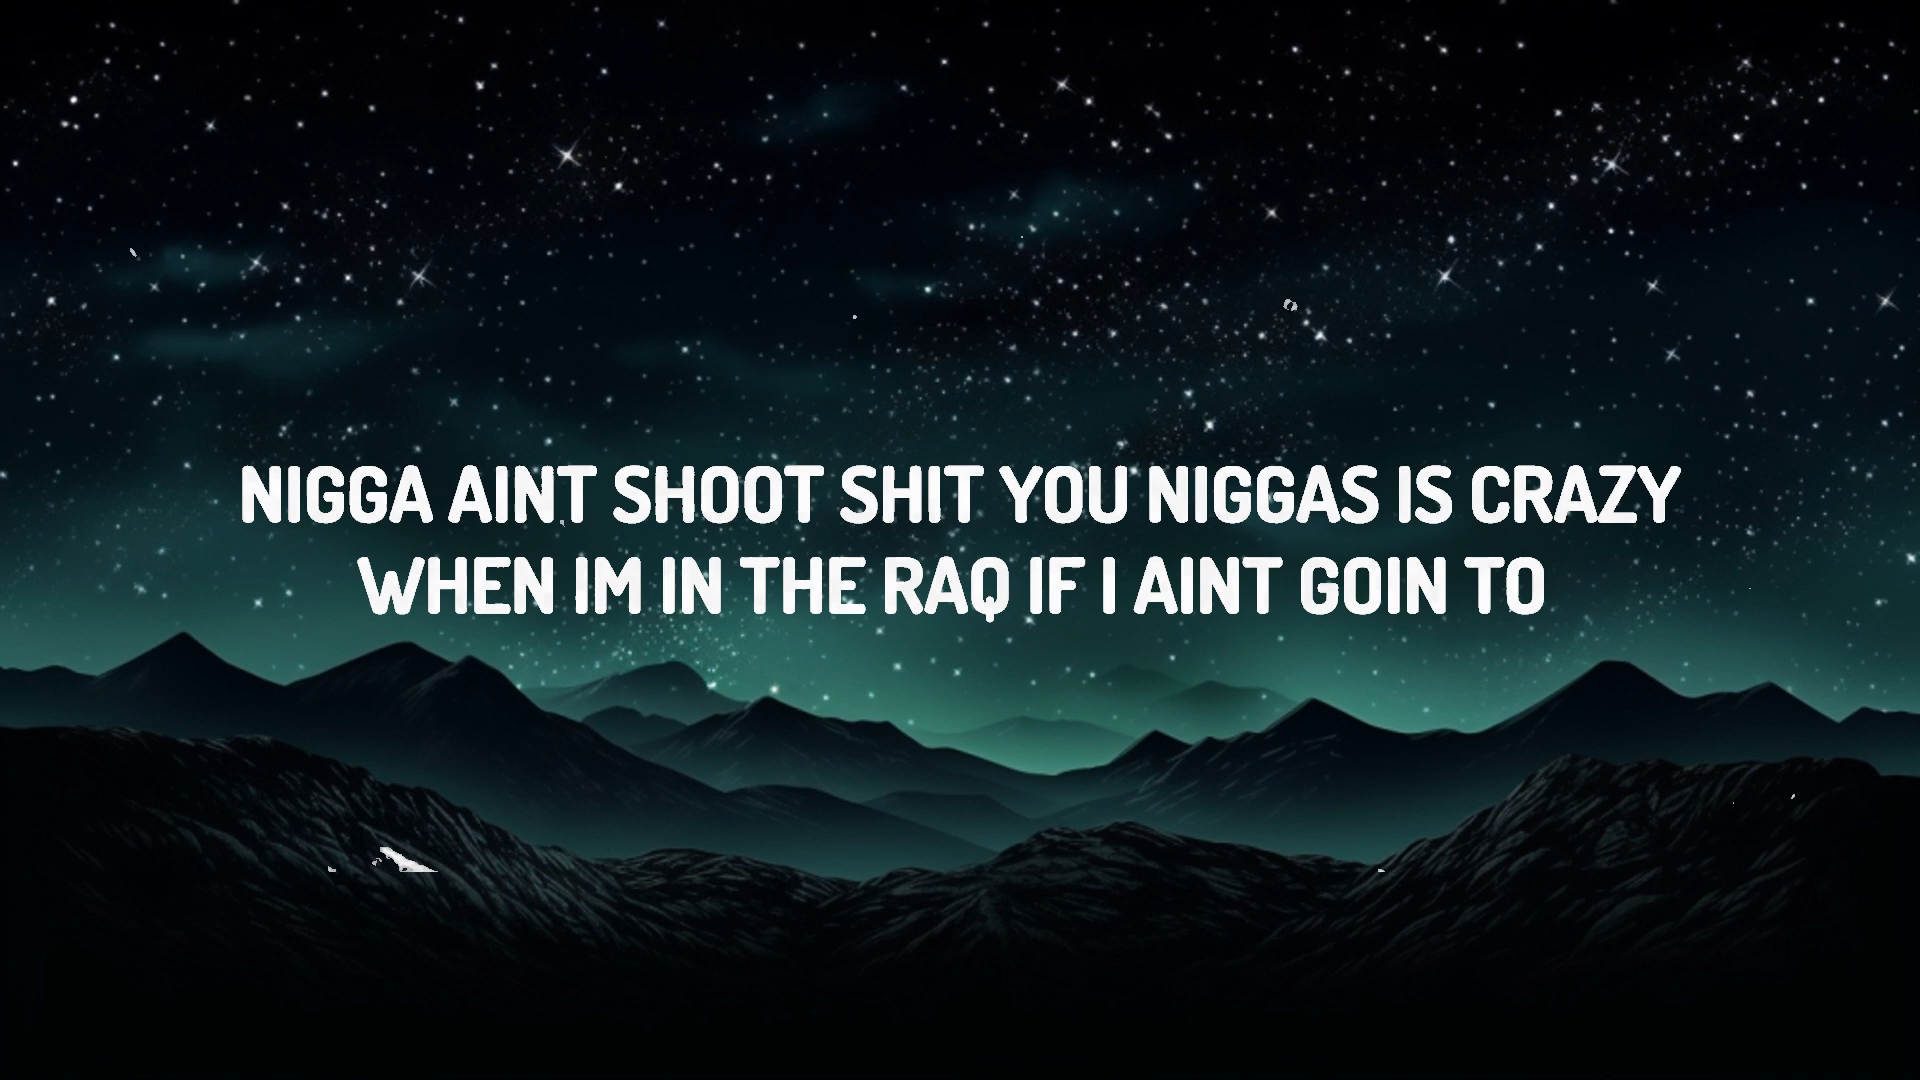 NIGGA AINT SHOOT SHIT YOU NIGGAS IS CRAZY
WHEN IM IN THE RAQ IF I AINT GOIN TO